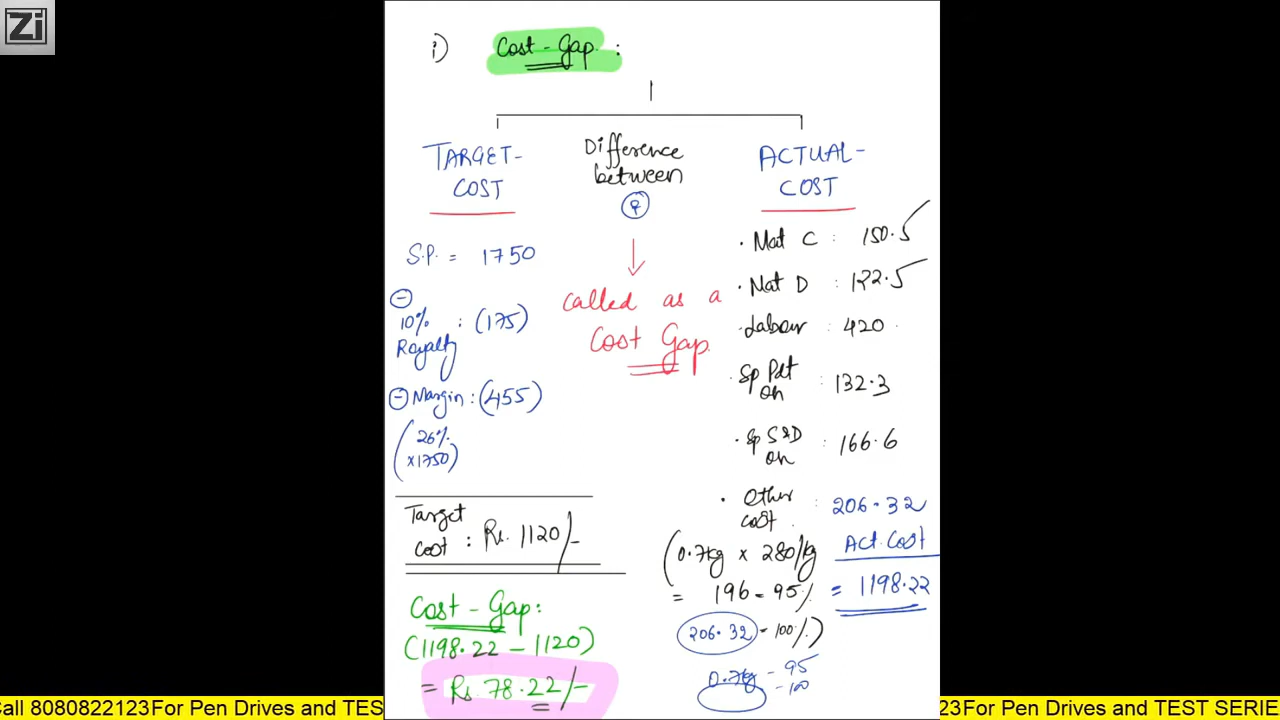 Zi
i) Cost-Gap :
TARGET-
COST
S.P. = 1750
⊖
10% : (175)
Royalty
⊖ Margin : (455)
(26%
×1750)
Target
cost : Rs. 1120/-
Cost-Gap:
(1198.22 - 1120)
= Rs. 78.22/-
Difference
between
called as a
Cost Gap.
ACTUAL-
COST
· Mat C : 150.5
· Mat D : 122.5
· Labour : 420
· Sp Pdt : 132.3
on
· Sp S&D : 166.6
on
· Other : 206.32
cost
(0.7kg × 280/kg
= 196 - 95%
206.32 - 100%)
0.7kg - 95
- 100
Act. Cost
= 1198.22
Call 8080822123For Pen Drives and TES
23For Pen Drives and TEST SERIE